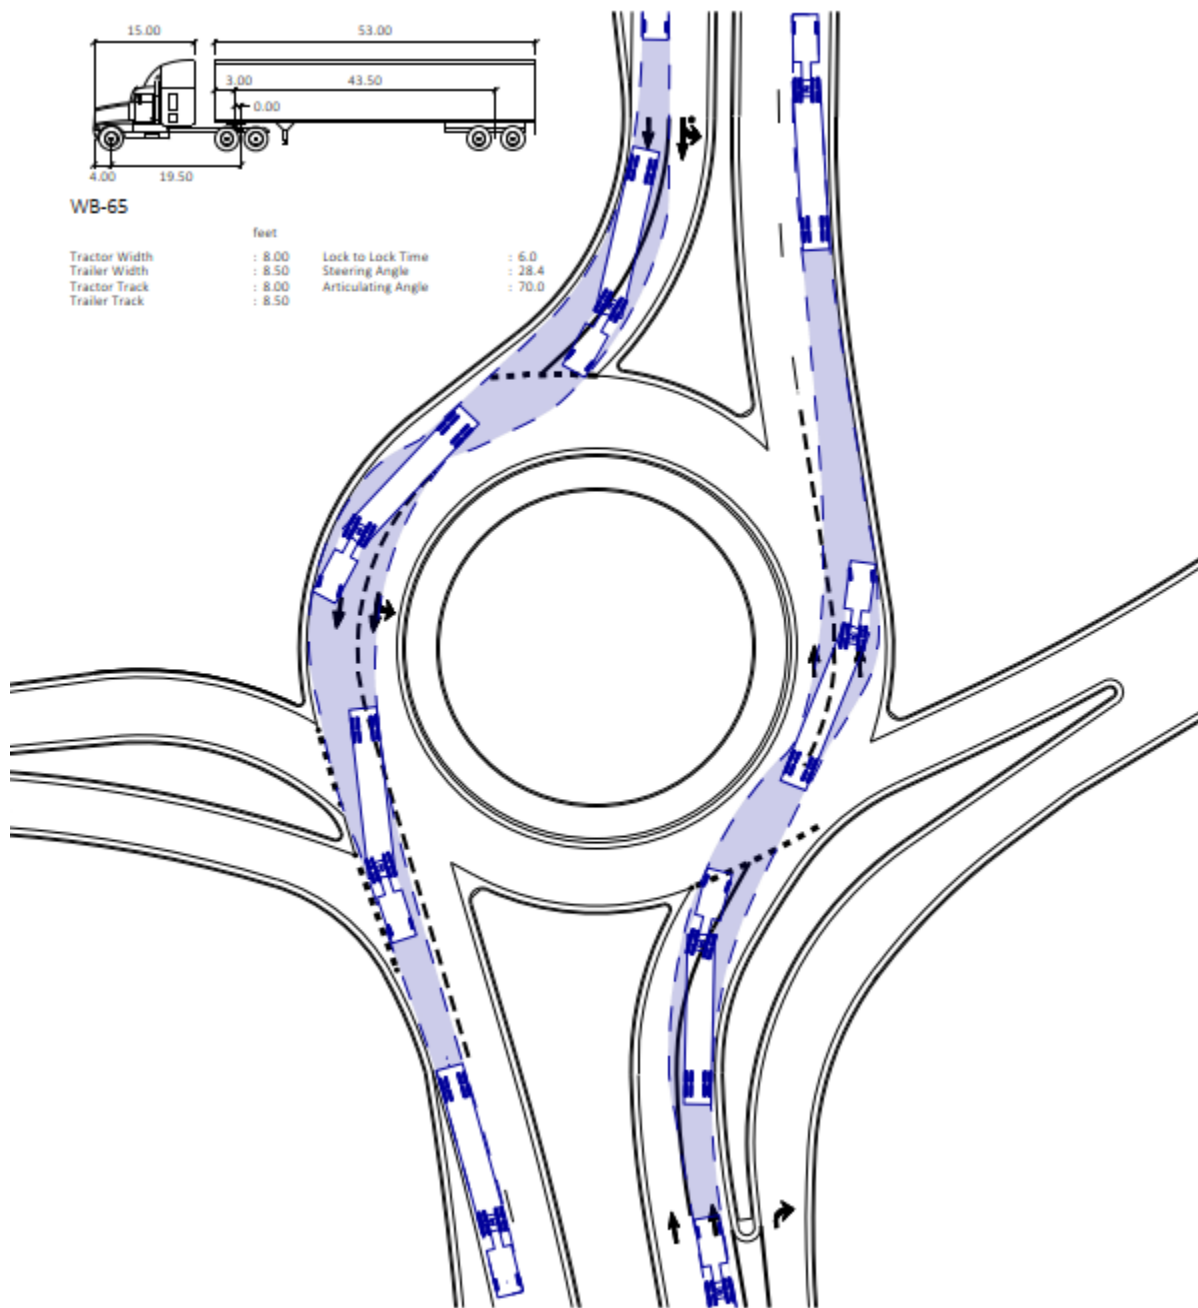 15.00
53.00
3.00
43.50
0.00
4.00
19.50
WB-65
feet
Tractor Width : 8.00 Lock to Lock Time : 6.0
Trailer Width : 8.50 Steering Angle : 28.4
Tractor Track : 8.00 Articulating Angle : 70.0
Trailer Track : 8.50